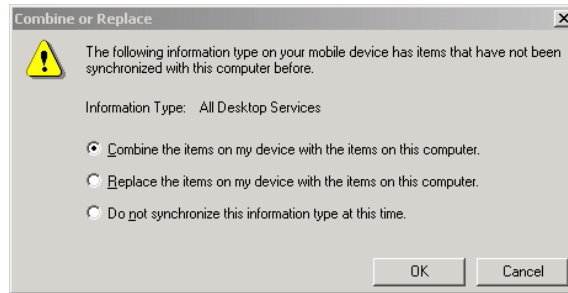 Combine or Replace
The following information type on your mobile device has items that have not been
synchronized with this computer before.
Information Type: All Desktop Services
Combine the items on my device with the items on this computer.
Replace the items on my device with the items on this computer.
Do not synchronize this information type at this time.
OK Cancel